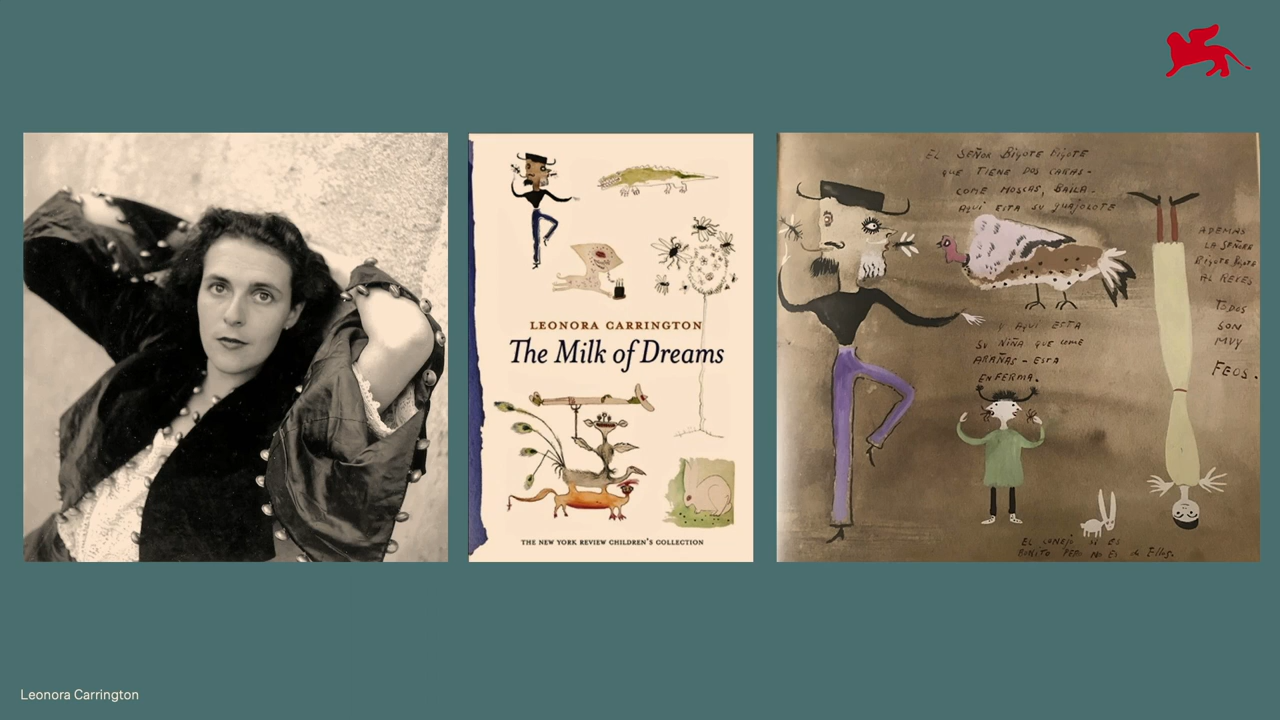 LEONORA CARRINGTON
The Milk of Dreams
THE NEW YORK REVIEW CHILDREN'S COLLECTION
EL SEÑOR BIGOTE BIGOTE
QUE TIENE DOS CARAS -
COME MOSCAS, BAILA.
AQUI ESTA SU GUAJOLOTE
Y AQUI ESTA
SU NIÑA QUE COME
ARAÑAS - ESTA
ENFERMA.
ADEMAS
LA SEÑORA
BIGOTE BIGOTE
AL REVES
TODOS
SON
MUY
FEOS.
EL CONEJO SI ES
BONITO PERO NO ES de Ellos.
Leonora Carrington